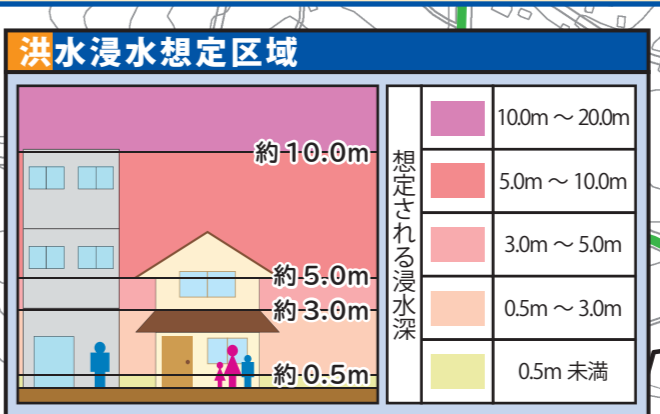 洪水浸水想定区域
約10.0m
約5.0m
約3.0m
約0.5m
想定される浸水深
10.0m ～ 20.0m
5.0m ～ 10.0m
3.0m ～ 5.0m
0.5m ～ 3.0m
0.5m 未満